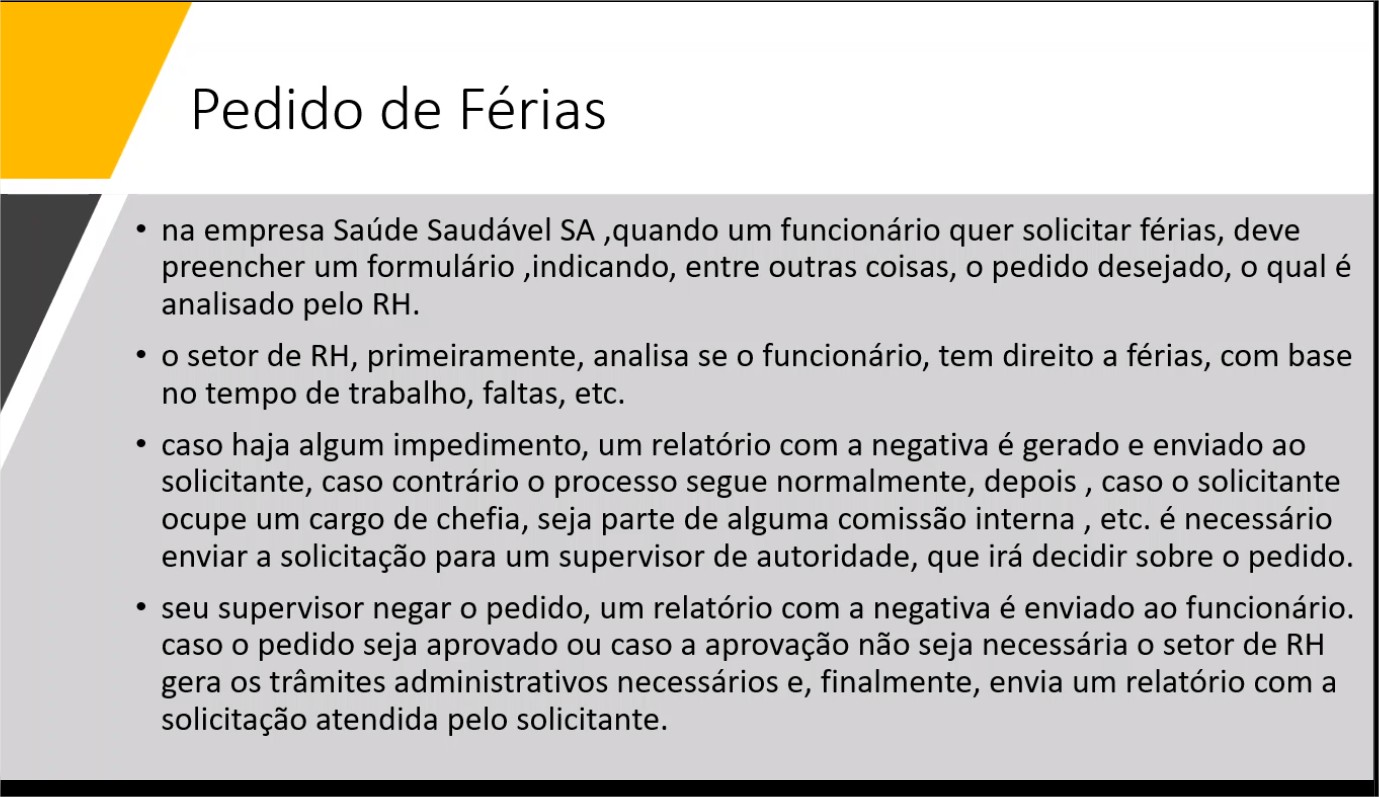 Pedido de Férias
• na empresa Saúde Saudável SA ,quando um funcionário quer solicitar férias, deve
preencher um formulário ,indicando, entre outras coisas, o pedido desejado, o qual é
analisado pelo RH.
• o setor de RH, primeiramente, analisa se o funcionário, tem direito a férias, com base
no tempo de trabalho, faltas, etc.
• caso haja algum impedimento, um relatório com a negativa é gerado e enviado ao
solicitante, caso contrário o processo segue normalmente, depois , caso o solicitante
ocupe um cargo de chefia, seja parte de alguma comissão interna , etc. é necessário
enviar a solicitação para um supervisor de autoridade, que irá decidir sobre o pedido.
• seu supervisor negar o pedido, um relatório com a negativa é enviado ao funcionário.
caso o pedido seja aprovado ou caso a aprovação não seja necessária o setor de RH
gera os trâmites administrativos necessários e, finalmente, envia um relatório com a
solicitação atendida pelo solicitante.